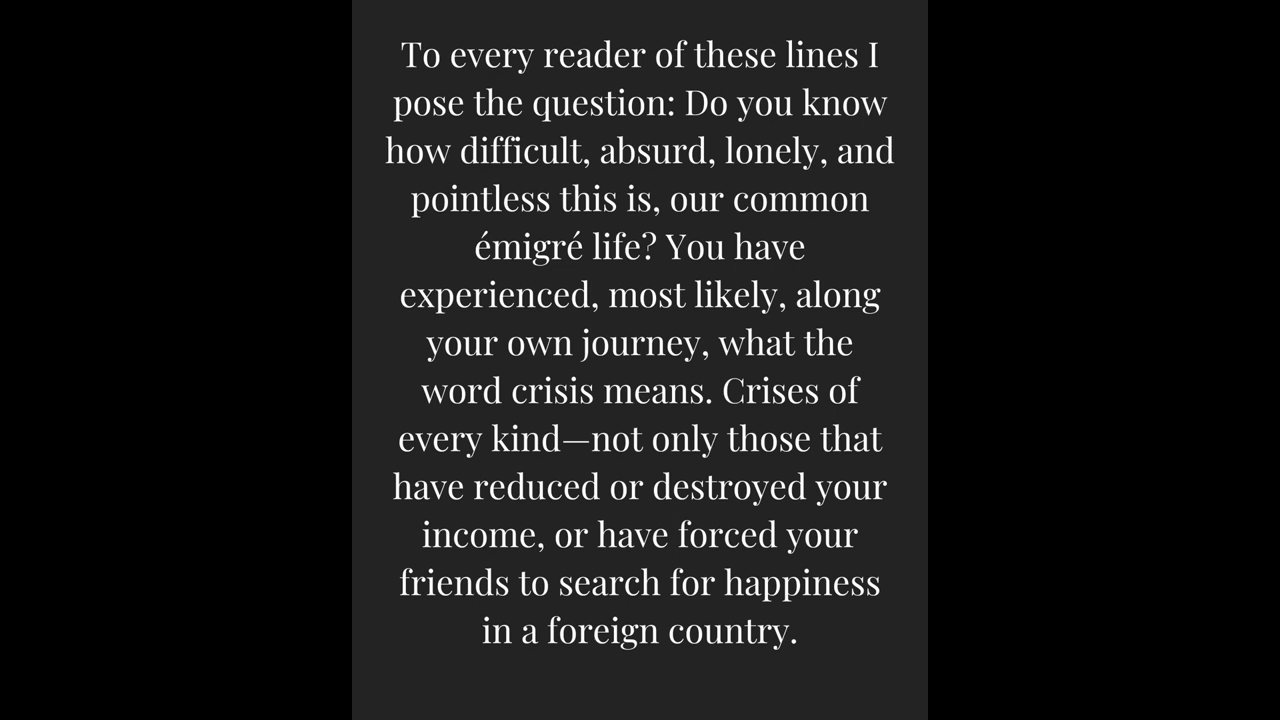 To every reader of these lines I
pose the question: Do you know
how difficult, absurd, lonely, and
pointless this is, our common
émigré life? You have
experienced, most likely, along
your own journey, what the
word crisis means. Crises of
every kind—not only those that
have reduced or destroyed your
income, or have forced your
friends to search for happiness
in a foreign country.